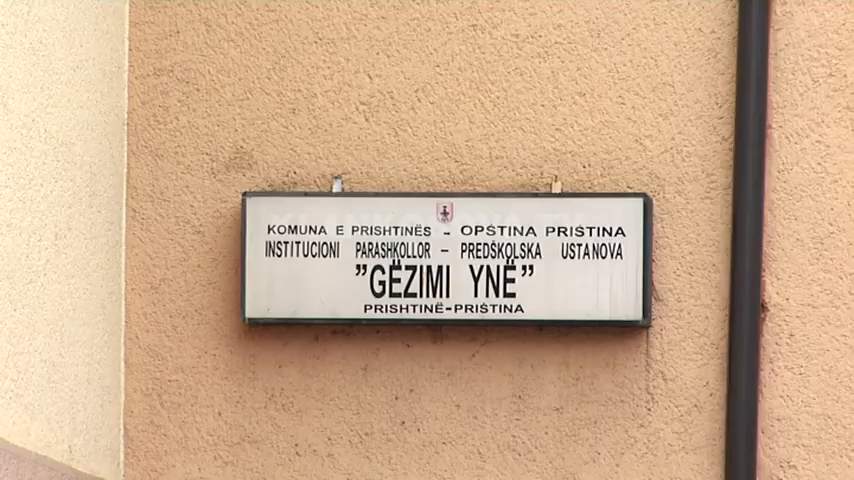 KOMUNA E PRISHTINËS - OPŠTINA PRIŠTINA
INSTITUCIONI PARASHKOLLOR - PREDŠKOLSKA USTANOVA
"GËZIMI YNË"
PRISHTINË-PRIŠTINA